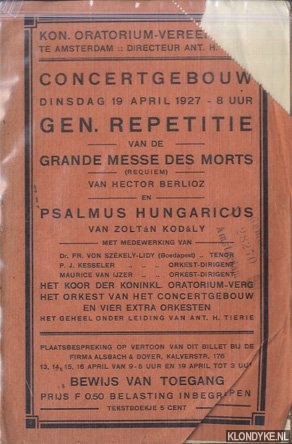 KON. ORATORIUM-VEREE
TE AMSTERDAM :: DIRECTEUR ANT. H.
CONCERTGEBOUW
DINSDAG 19 APRIL 1927 - 8 UUR
GEN. REPETITIE
VAN DE
GRANDE MESSE DES MORTS
(REQUIEM)
VAN HECTOR BERLIOZ
EN
PSALMUS HUNGARICUS
VAN ZOLTÁN KODÁLY
MET MEDEWERKING VAN
Dr. FR. VON SZÉKELY-LIDY (Boedapest) .. TENOR
P. J. KESSELER .. .. .. ORKEST-DIRIGENT
MAURICE VAN IJZER .. .. ORKEST-DIRIGENT
HET KOOR DER KONINKL. ORATORIUM-VERG
HET ORKEST VAN HET CONCERTGEBOUW
EN VIER EXTRA ORKESTEN
HET GEHEEL ONDER LEIDING VAN ANT. H. TIERIE
PLAATSBESPREKING OP VERTOON VAN DIT BILLET BIJ DE
FIRMA ALSBACH & DOYER, KALVERSTR. 176
13, 14, 15, 16 APRIL VAN 9-8 UUR EN 19 APRIL TOT 3 UUR
BEWIJS VAN TOEGANG
PRIJS F 0.50 BELASTING INBEGREPEN
TEKSTBOEKJE 5 CENT
KLONDYKE.NL